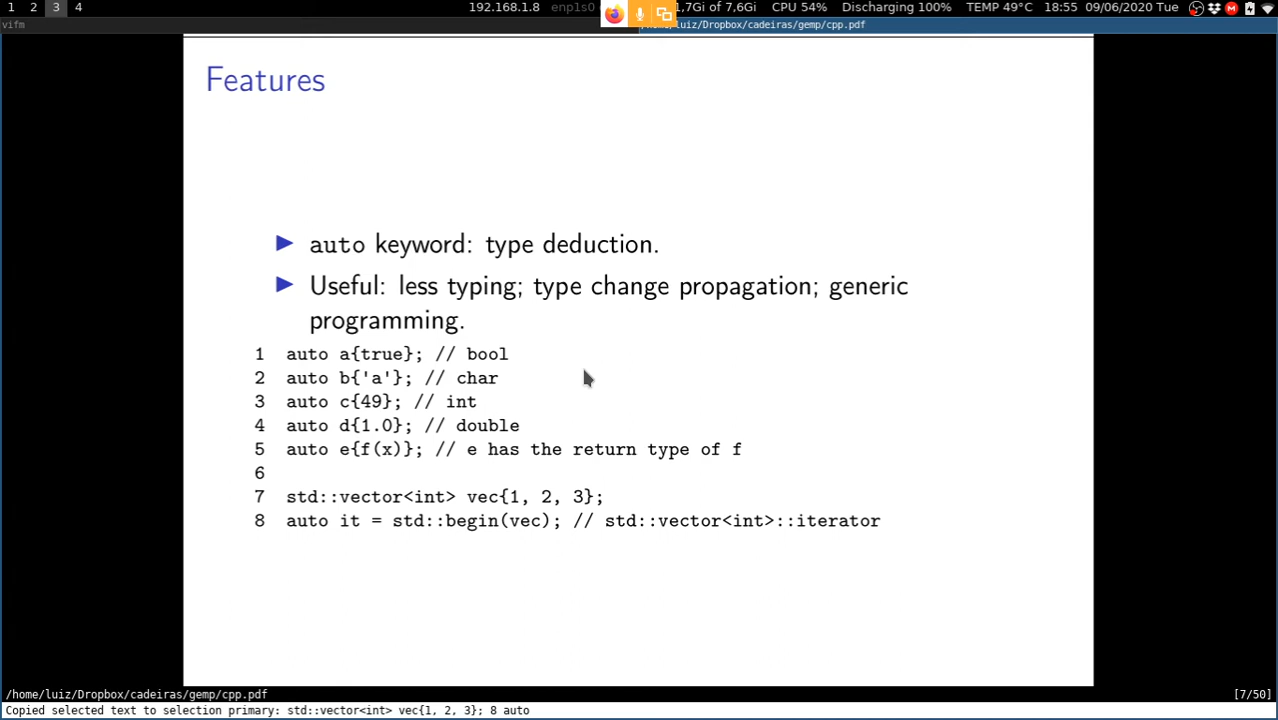 1 2 3 4 192.168.1.8 enp1s0 1,7Gi of 7,6Gi CPU 54% Discharging 100% TEMP 49°C 18:55 09/06/2020 Tue
vifm /home/luiz/Dropbox/cadeiras/gemp/cpp.pdf
Features
auto keyword: type deduction.
Useful: less typing; type change propagation; generic
programming.
1 auto a{true}; // bool
2 auto b{'a'}; // char
3 auto c{49}; // int
4 auto d{1.0}; // double
5 auto e{f(x)}; // e has the return type of f
6
7 std::vector<int> vec{1, 2, 3};
8 auto it = std::begin(vec); // std::vector<int>::iterator
/home/luiz/Dropbox/cadeiras/gemp/cpp.pdf [7/50]
Copied selected text to selection primary: std::vector<int> vec{1, 2, 3}; 8 auto